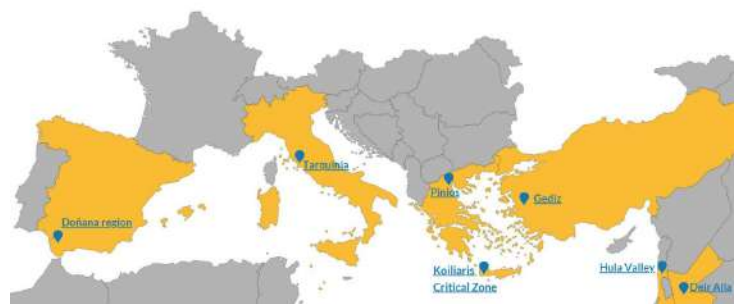 Tarquinia
Pinios
Gediz
Doñana region
Koiliaris
Critical Zone
Hula Valley
Deir Alla